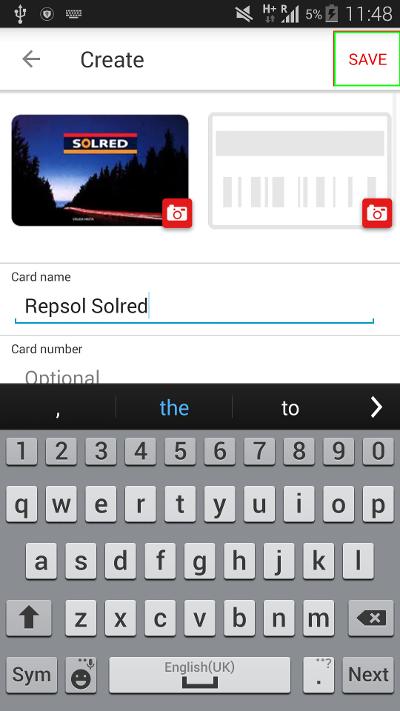 H+ R 5% 11:48
Create
SAVE
SOLRED
Card name
Repsol Solred
Card number
Optional
, the to
1 2 3 4 5 6 7 8 9 0
q w e r t y u i o p
a s d f g h j k l
z x c v b n m
Sym English(UK) . ? Next